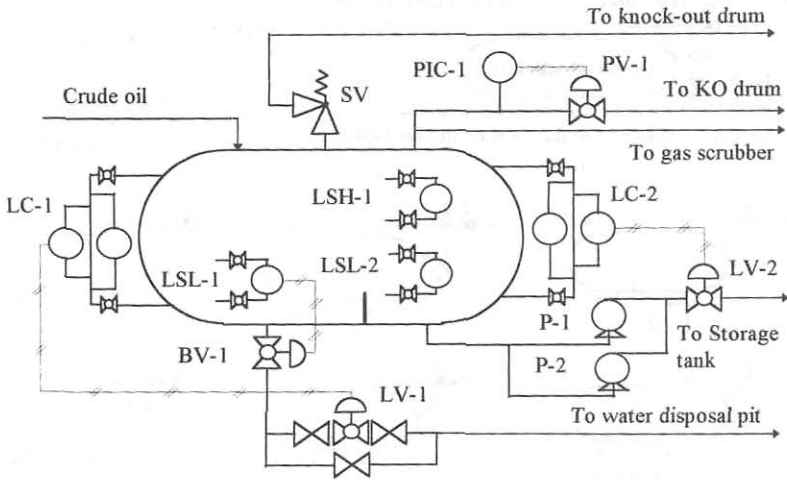 To knock-out drum
SV
PIC-1
PV-1
Crude oil
To KO drum
To gas scrubber
LC-1
LSH-1
LC-2
LSL-1
LSL-2
LV-2
P-1
BV-1
P-2
To Storage
tank
LV-1
To water disposal pit